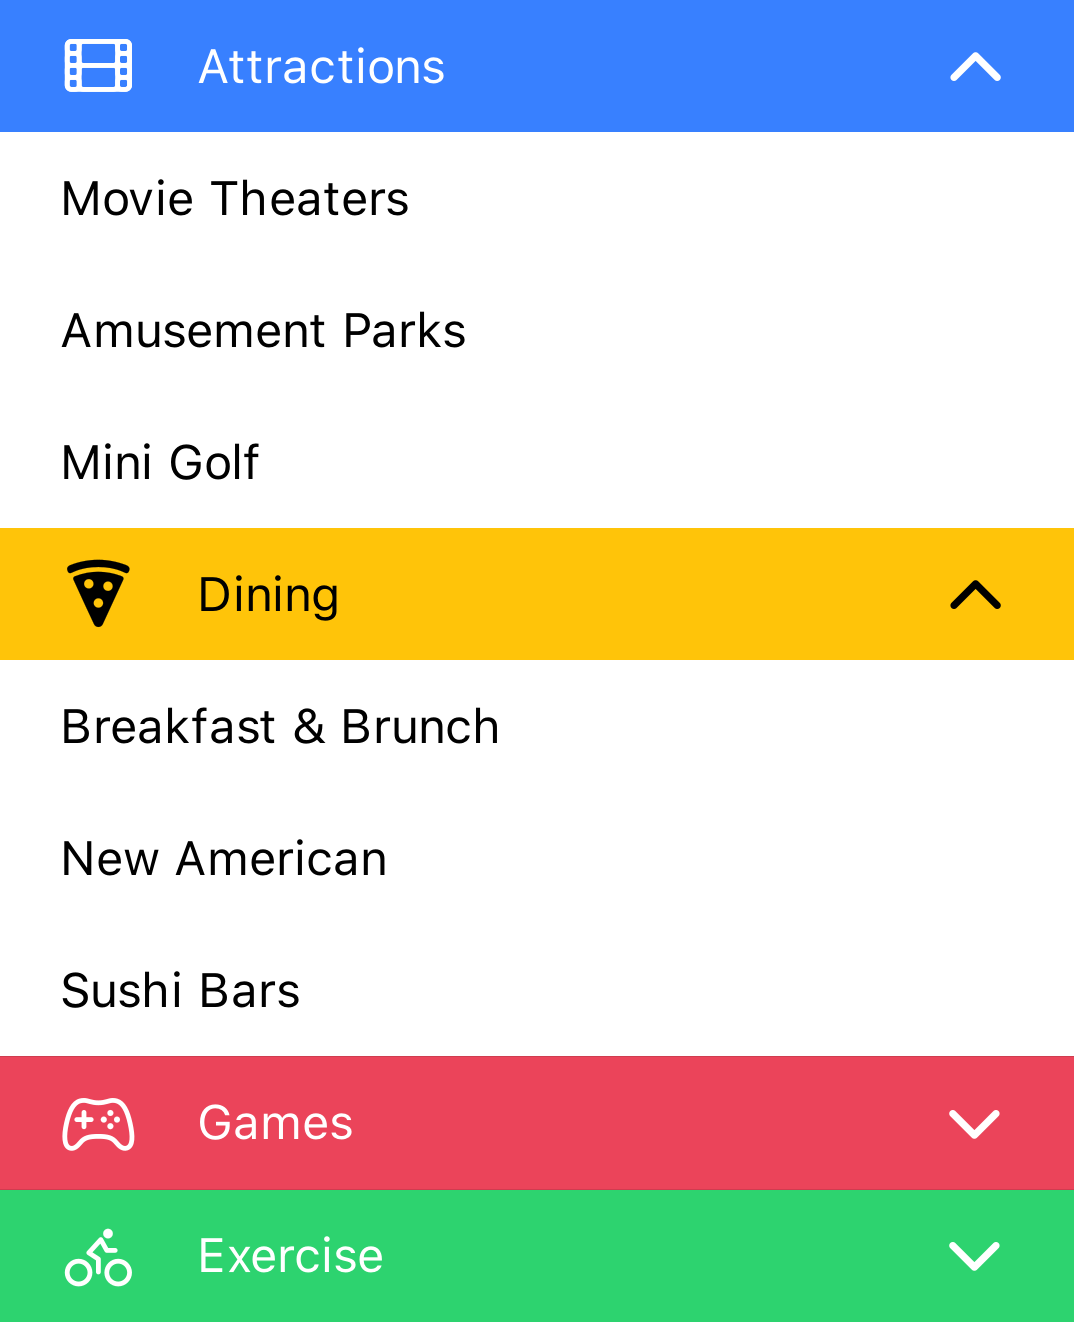 Attractions
Movie Theaters
Amusement Parks
Mini Golf
Dining
Breakfast & Brunch
New American
Sushi Bars
Games
Exercise